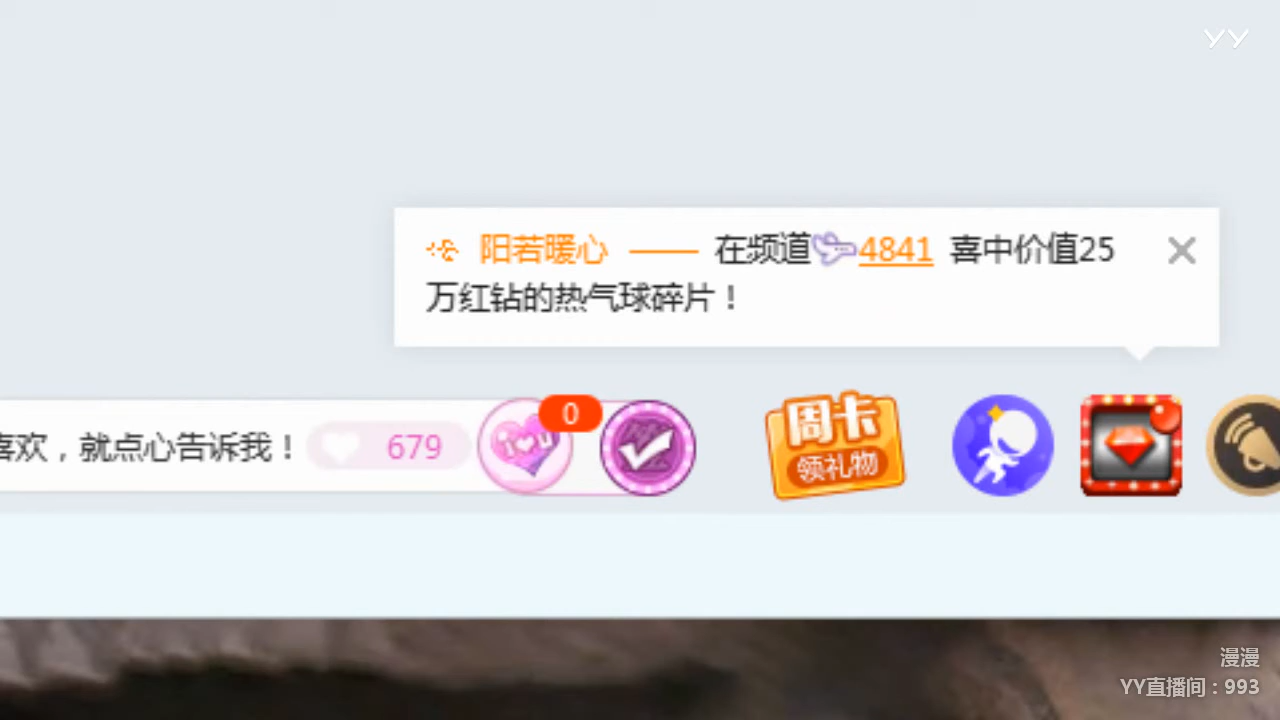 YY
阳若暖心 —— 在频道4841 喜中价值25
万红钻的热气球碎片！
喜欢，就点心告诉我！ 679
i❤u
0
周卡
领礼物
漫漫
YY直播间：993